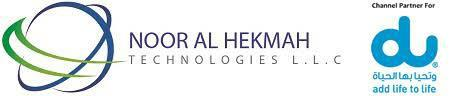 NOOR AL HEKMAH
TECHNOLOGIES L.L.C
Channel Partner For
du
وتحيا بها الحياة
add life to life